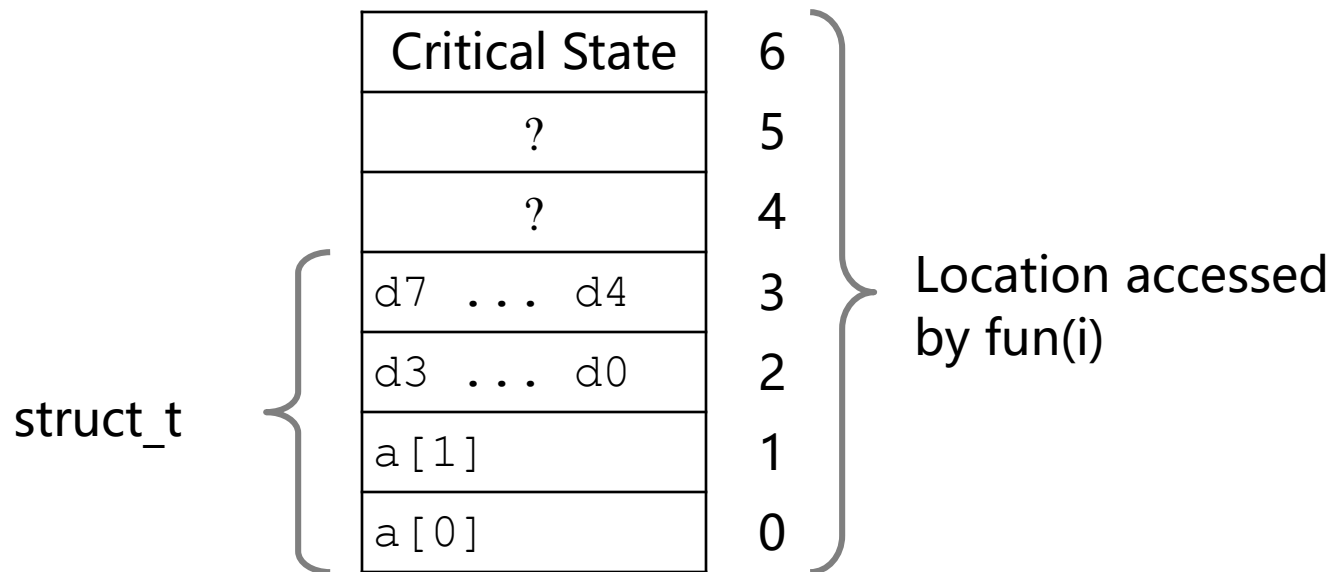 Critical State 6
? 5
? 4
d7 ... d4 3
d3 ... d0 2
a[1] 1
a[0] 0
struct_t
Location accessed
by fun(i)